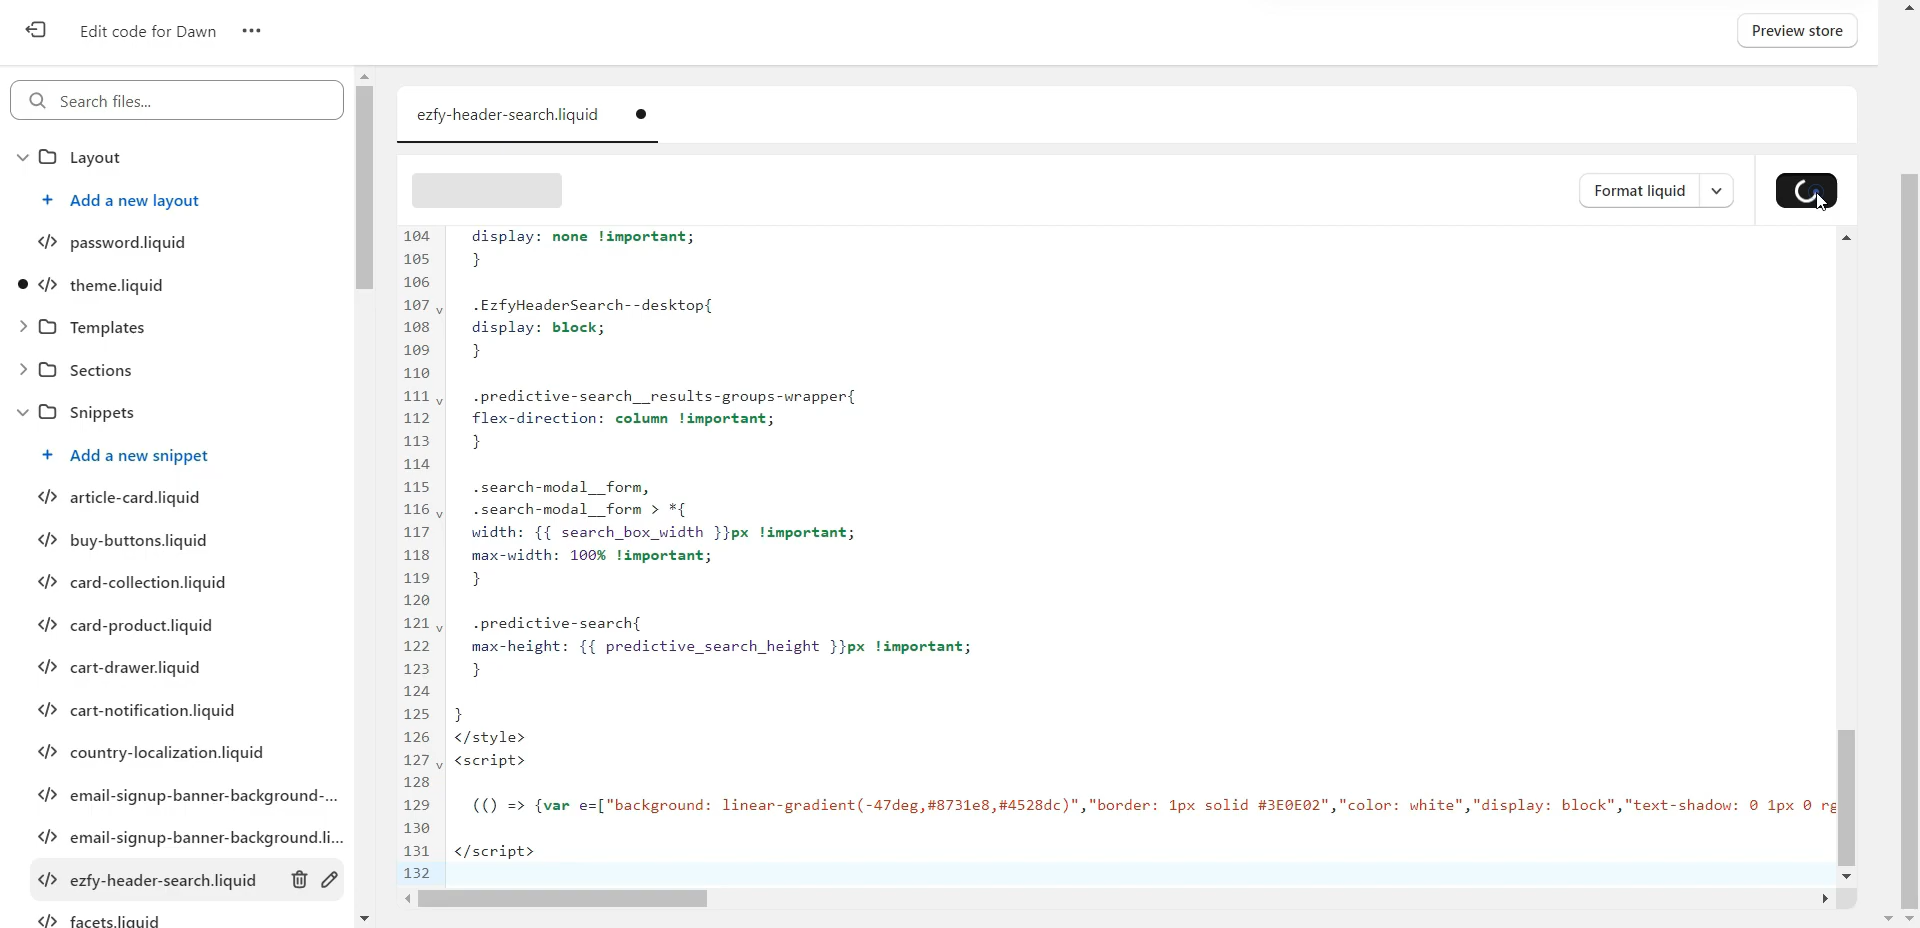 Edit code for Dawn
Preview store
Search files...
Layout
+ Add a new layout
</> password.liquid
</> theme.liquid
Templates
Sections
Snippets
+ Add a new snippet
</> article-card.liquid
</> buy-buttons.liquid
</> card-collection.liquid
</> card-product.liquid
</> cart-drawer.liquid
</> cart-notification.liquid
</> country-localization.liquid
</> email-signup-banner-background-...
</> email-signup-banner-background.li...
</> ezfy-header-search.liquid
</> facets.liquid
ezfy-header-search.liquid
Format liquid
104 display: none !important;
105 }
106
107 .EzfyHeaderSearch--desktop{
108 display: block;
109 }
110
111 .predictive-search__results-groups-wrapper{
112 flex-direction: column !important;
113 }
114
115 .search-modal__form,
116 .search-modal__form > *{
117 width: {{ search_box_width }}px !important;
118 max-width: 100% !important;
119 }
120
121 .predictive-search{
122 max-height: {{ predictive_search_height }}px !important;
123 }
124
125 }
126 </style>
127 <script>
128
129 (() => {var e=["background: linear-gradient(-47deg,#8731e8,#4528dc)","border: 1px solid #3E0E02","color: white","display: block","text-shadow: 0 1px 0 rg
130
131 </script>
132